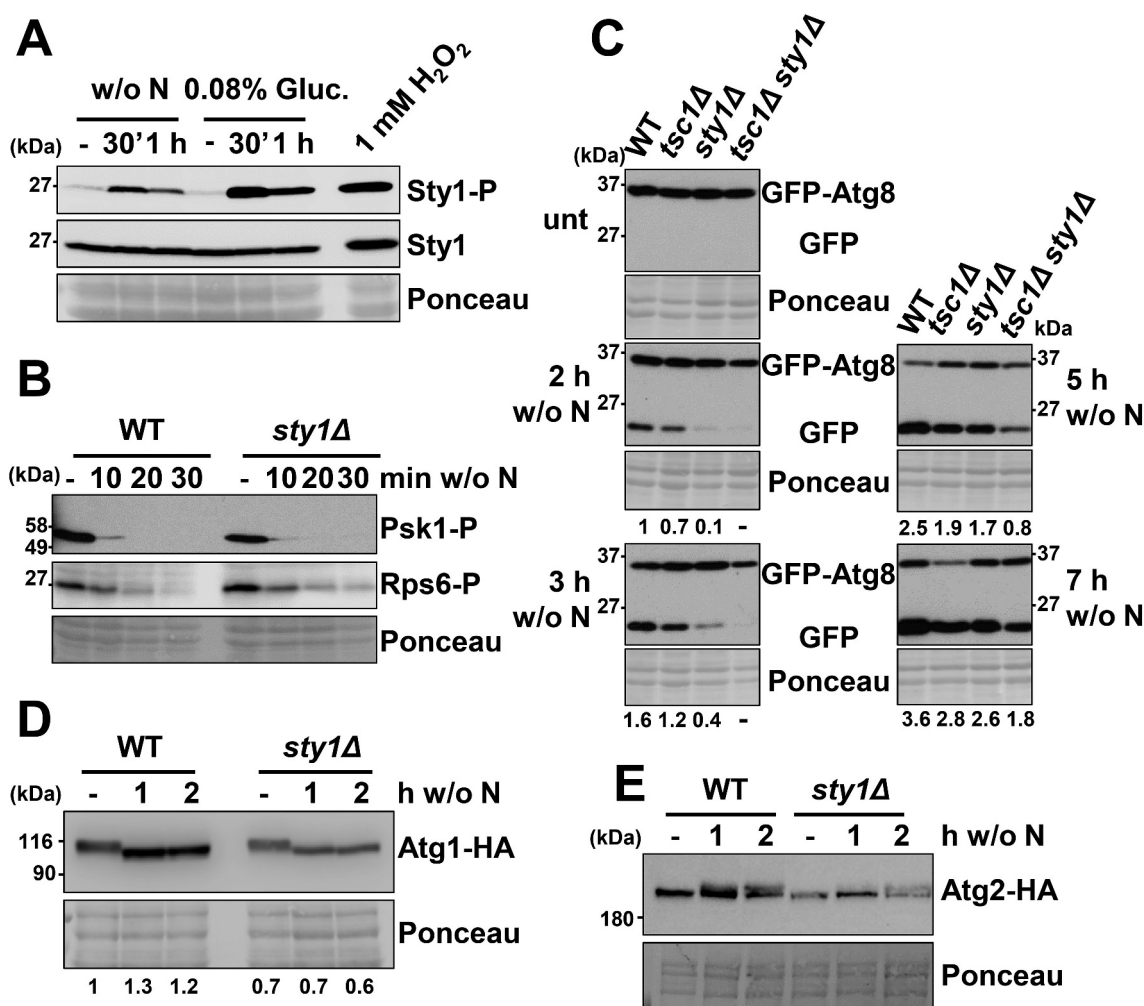 A
w/o N 0.08% Gluc. 1 mM H₂O₂
(kDa) - 30' 1 h - 30' 1 h
27 Sty1-P
27 Sty1
Ponceau
B
WT sty1Δ
(kDa) - 10 20 30 - 10 20 30 min w/o N
58 Psk1-P
49
27 Rps6-P
Ponceau
C
WT tsc1Δ sty1Δ tsc1Δ sty1Δ
(kDa)
37 GFP-Atg8
unt
27 GFP
Ponceau
2 h w/o N
37 GFP-Atg8
27 GFP
Ponceau
1 0.7 0.1 -
3 h w/o N
37 GFP-Atg8
27 GFP
Ponceau
1.6 1.2 0.4 -
WT tsc1Δ sty1Δ tsc1Δ sty1Δ
kDa
37 5 h
27 w/o N
2.5 1.9 1.7 0.8
37 7 h
27 w/o N
3.6 2.8 2.6 1.8
D
WT sty1Δ
(kDa) - 1 2 - 1 2 h w/o N
116 Atg1-HA
90
Ponceau
1 1.3 1.2 0.7 0.7 0.6
E
WT sty1Δ
(kDa) - 1 2 - 1 2 h w/o N
Atg2-HA
180
Ponceau